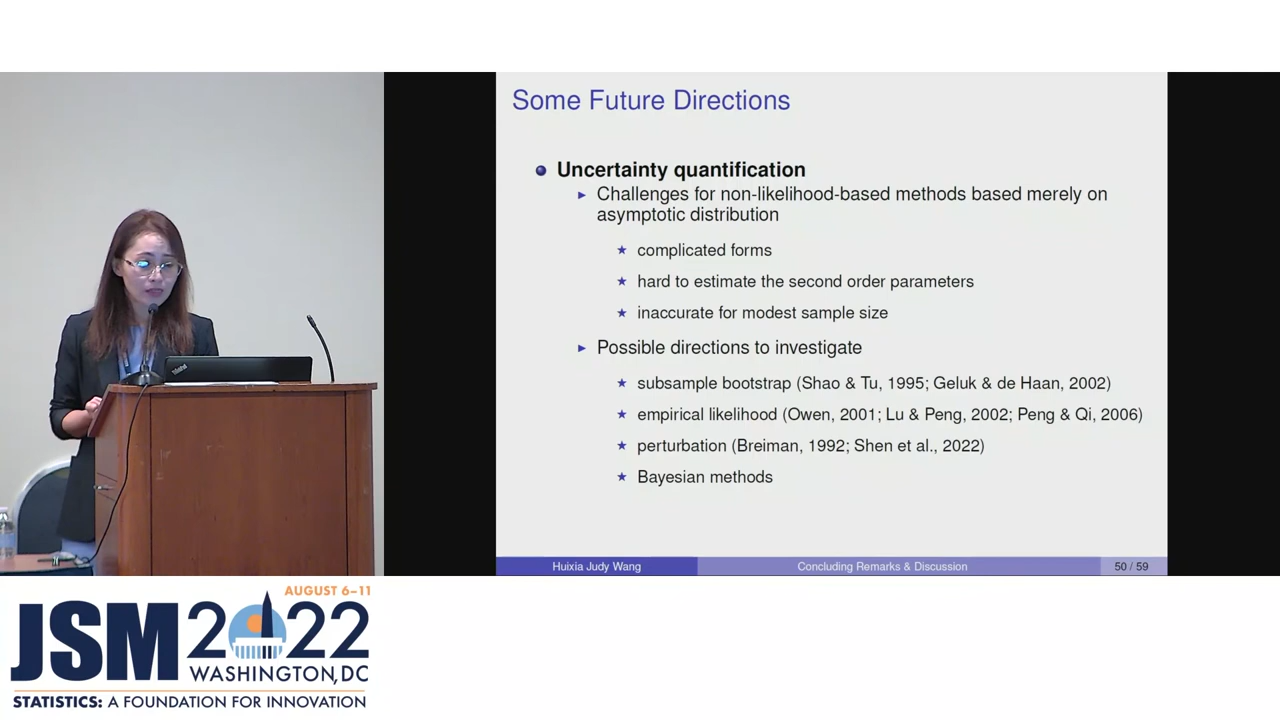 Some Future Directions
Uncertainty quantification
Challenges for non-likelihood-based methods based merely on
asymptotic distribution
complicated forms
hard to estimate the second order parameters
inaccurate for modest sample size
Possible directions to investigate
subsample bootstrap (Shao & Tu, 1995; Geluk & de Haan, 2002)
empirical likelihood (Owen, 2001; Lu & Peng, 2002; Peng & Qi, 2006)
perturbation (Breiman, 1992; Shen et al., 2022)
Bayesian methods
Huixia Judy Wang
Concluding Remarks & Discussion
50 / 59
ThinkPad
AUGUST 6–11
JSM 2022
WASHINGTON, DC
STATISTICS: A FOUNDATION FOR INNOVATION